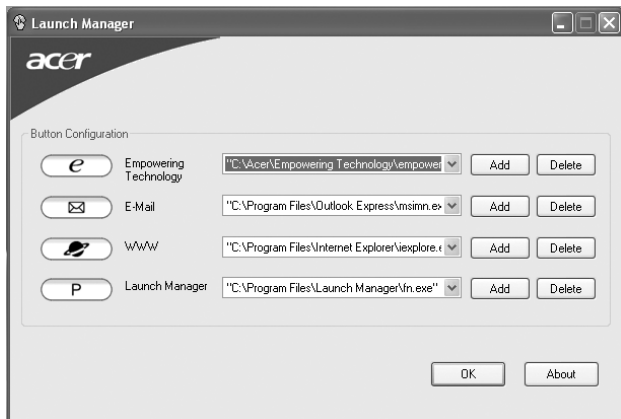 Launch Manager
acer
Button Configuration
e
Empowering
Technology
"C:\Acer\Empowering Technology\empower
Add
Delete
E-Mail
"C:\Program Files\Outlook Express\msimn.ex
Add
Delete
WWW
"C:\Program Files\Internet Explorer\iexplore.e
Add
Delete
P
Launch Manager
"C:\Program Files\Launch Manager\fn.exe"
Add
Delete
OK
About